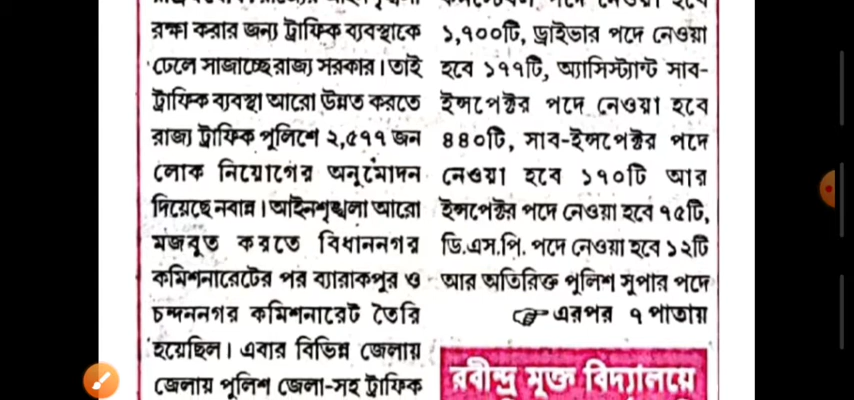 রক্ষা করার জন্য ট্রাফিক ব্যবস্থাকে
ঢেলে সাজাচ্ছে রাজ্য সরকার। তাই
ট্রাফিক ব্যবস্থা আরো উন্নত করতে
রাজ্য ট্রাফিক পুলিশে ২,৫৭৭ জন
লোক নিয়োগের অনুমোদন
দিয়েছে নবান্ন। আইনশৃঙ্খলা আরো
মজবুত করতে বিধাননগর
কমিশনারেটের পর ব্যারাকপুর ও
চন্দননগর কমিশনারেট তৈরি
হয়েছিল। এবার বিভিন্ন জেলায়
জেলায় পুলিশ জেলা-সহ ট্রাফিক
পদে নেওয়া হবে
১,৭০০টি, ড্রাইভার পদে নেওয়া
হবে ১৭৭টি, অ্যাসিস্ট্যান্ট সাব-
ইন্সপেক্টর পদে নেওয়া হবে
৪৪০টি, সাব-ইন্সপেক্টর পদে
নেওয়া হবে ১৭০টি আর
ইন্সপেক্টর পদে নেওয়া হবে ৭৫টি,
ডি.এস.পি. পদে নেওয়া হবে ১২টি
আর অতিরিক্ত পুলিশ সুপার পদে
এরপর ৭ পাতায়
রবীন্দ্র মুক্ত বিদ্যালয়ে